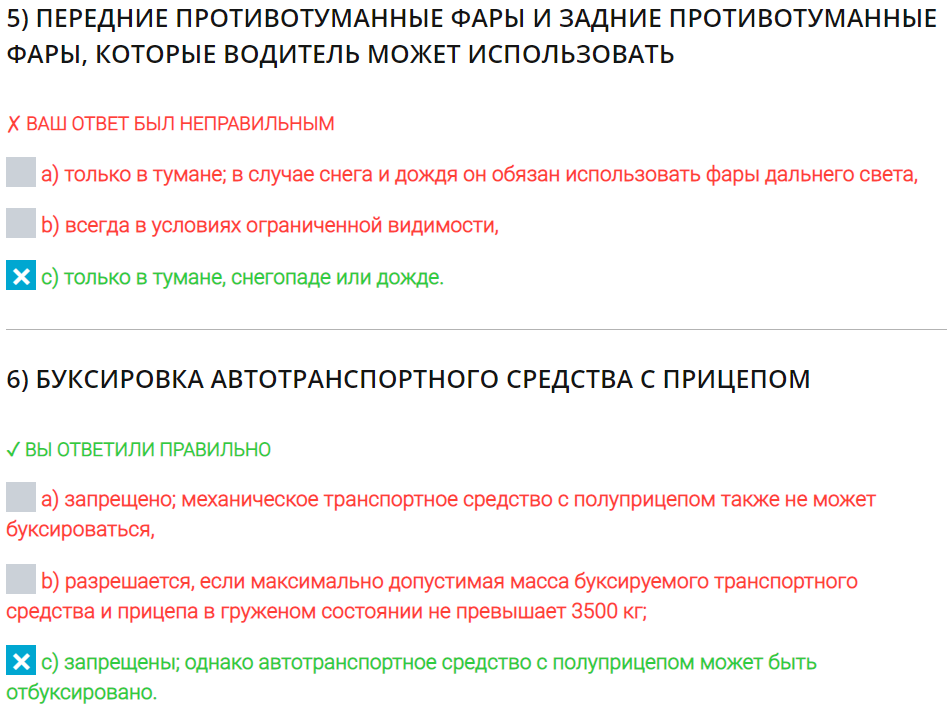 5) ПЕРЕДНИЕ ПРОТИВОТУМАННЫЕ ФАРЫ И ЗАДНИЕ ПРОТИВОТУМАННЫЕ
ФАРЫ, КОТОРЫЕ ВОДИТЕЛЬ МОЖЕТ ИСПОЛЬЗОВАТЬ
✗ ВАШ ОТВЕТ БЫЛ НЕПРАВИЛЬНЫМ
a) только в тумане; в случае снега и дождя он обязан использовать фары дальнего света,
b) всегда в условиях ограниченной видимости,
c) только в тумане, снегопаде или дожде.
6) БУКСИРОВКА АВТОТРАНСПОРТНОГО СРЕДСТВА С ПРИЦЕПОМ
✓ ВЫ ОТВЕТИЛИ ПРАВИЛЬНО
a) запрещено; механическое транспортное средство с полуприцепом также не может
буксироваться,
b) разрешается, если максимально допустимая масса буксируемого транспортного
средства и прицепа в груженом состоянии не превышает 3500 кг;
c) запрещены; однако автотранспортное средство с полуприцепом может быть
отбуксировано.